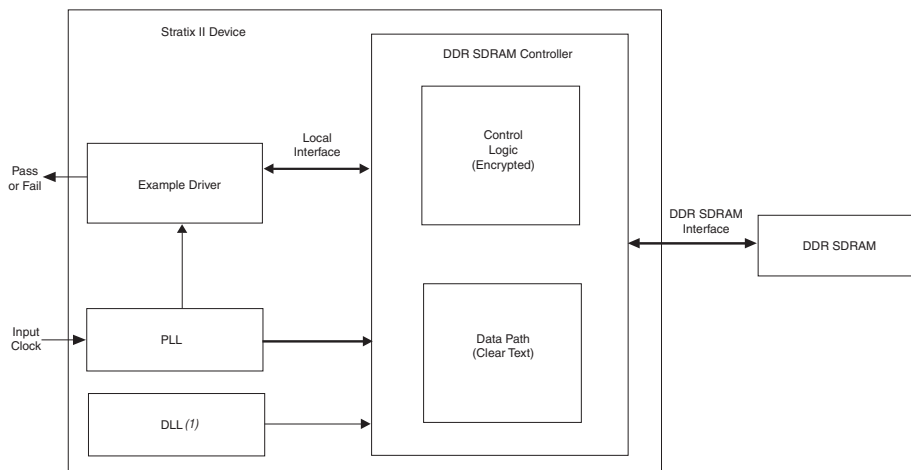 Stratix II Device
DDR SDRAM Controller
Control
Logic
(Encrypted)
Local
Interface
Pass
or Fail
Example Driver
DDR SDRAM
Interface
DDR SDRAM
Input
Clock
PLL
Data Path
(Clear Text)
DLL (1)